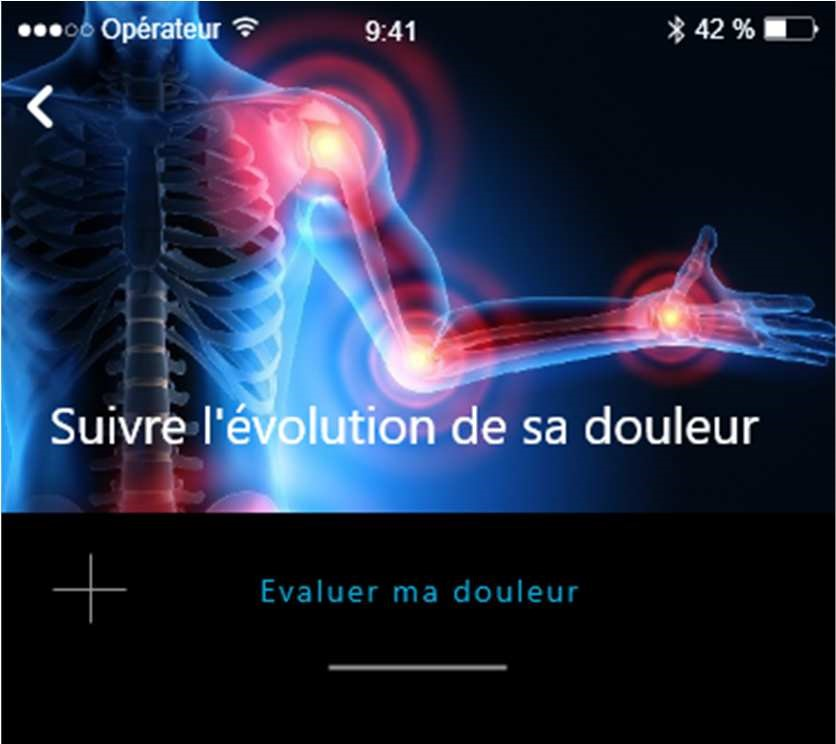 Opérateur 9:41 42 %
Suivre l'évolution de sa douleur
Evaluer ma douleur